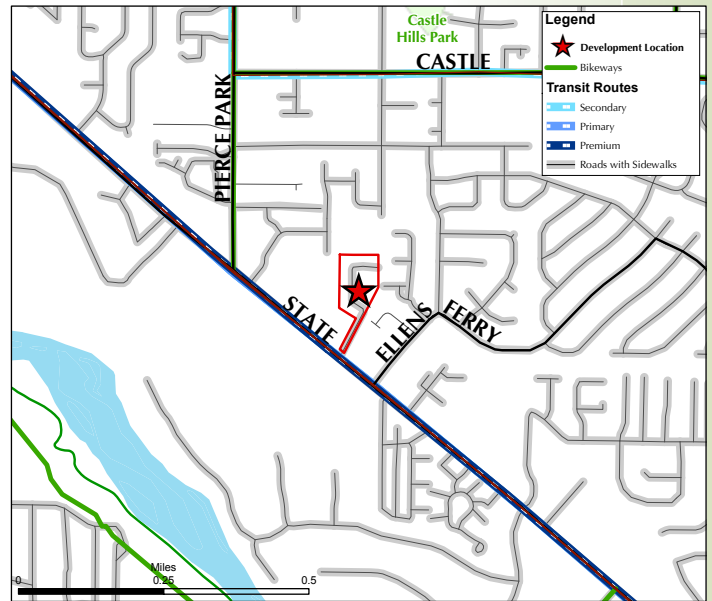 Castle
Hills Park
CASTLE
PIERCE PARK
STATE
ELLENS
FERRY
Legend
Development Location
Bikeways
Transit Routes
Secondary
Primary
Premium
Roads with Sidewalks
Miles
0 0.25 0.5